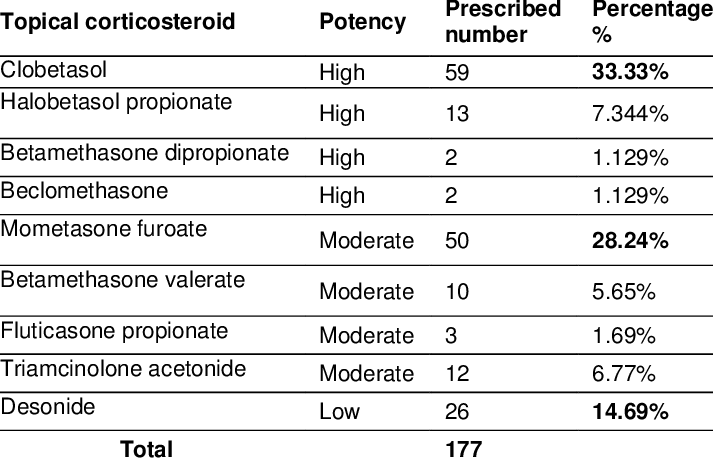 Topical corticosteroid Potency Prescribed number Percentage %
Clobetasol High 59 33.33%
Halobetasol propionate High 13 7.344%
Betamethasone dipropionate High 2 1.129%
Beclomethasone High 2 1.129%
Mometasone furoate Moderate 50 28.24%
Betamethasone valerate Moderate 10 5.65%
Fluticasone propionate Moderate 3 1.69%
Triamcinolone acetonide Moderate 12 6.77%
Desonide Low 26 14.69%
Total 177